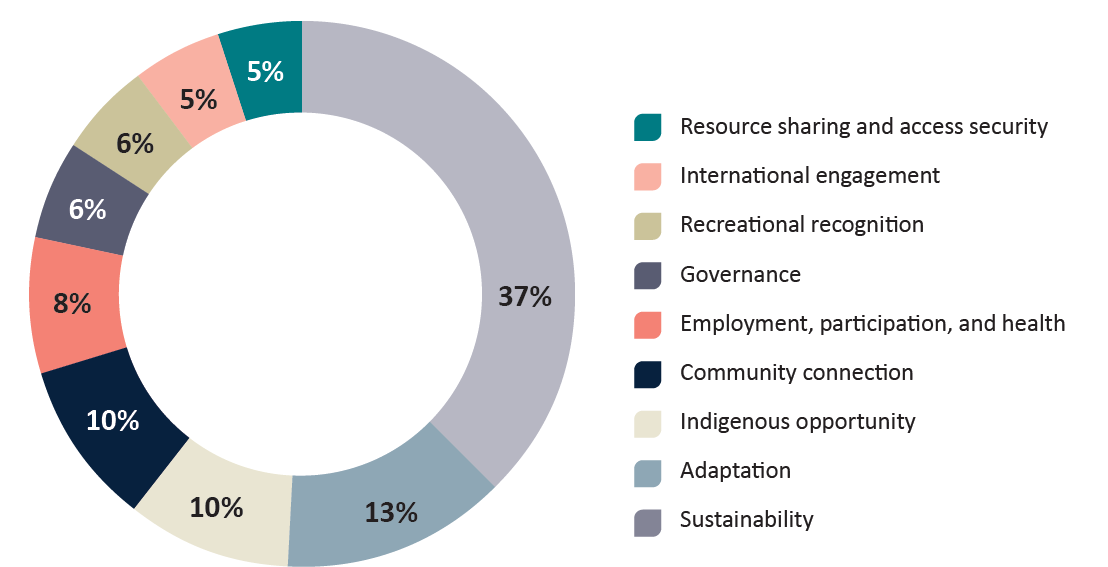 5%
5%
6%
6%
8%
10%
10%
13%
37%
Resource sharing and access security
International engagement
Recreational recognition
Governance
Employment, participation, and health
Community connection
Indigenous opportunity
Adaptation
Sustainability